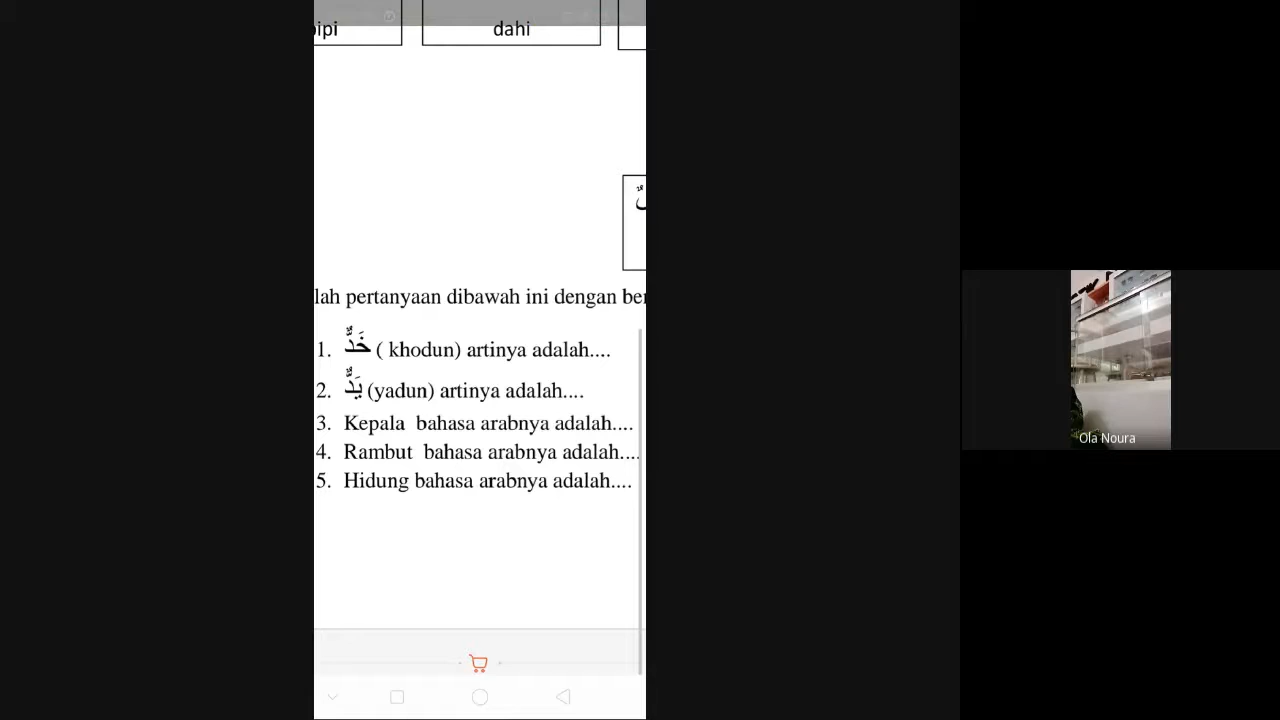 ipi
dahi
lah pertanyaan dibawah ini dengan ber
1. خَدٌّ ( khodun) artinya adalah....
2. يَدٌّ (yadun) artinya adalah....
3. Kepala bahasa arabnya adalah....
4. Rambut bahasa arabnya adalah....
5. Hidung bahasa arabnya adalah....
Ola Noura